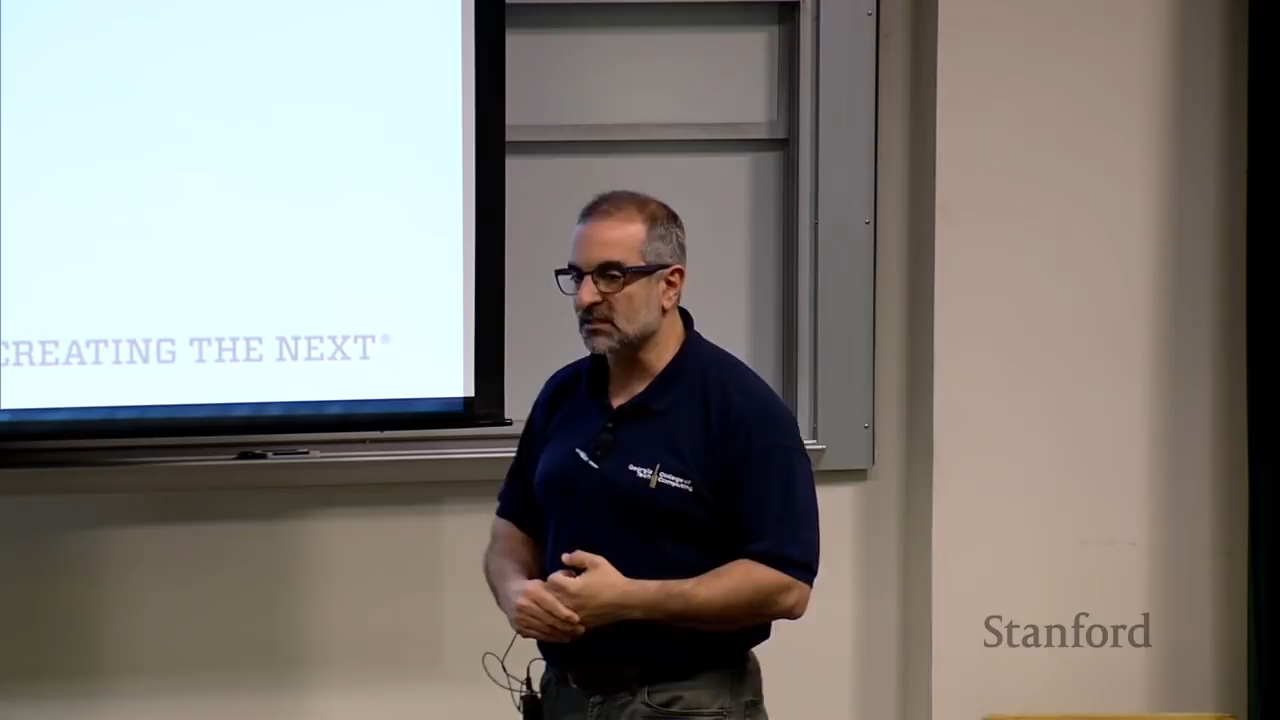 CREATING THE NEXT®
Georgia | College of
Tech | Computing
Stanford